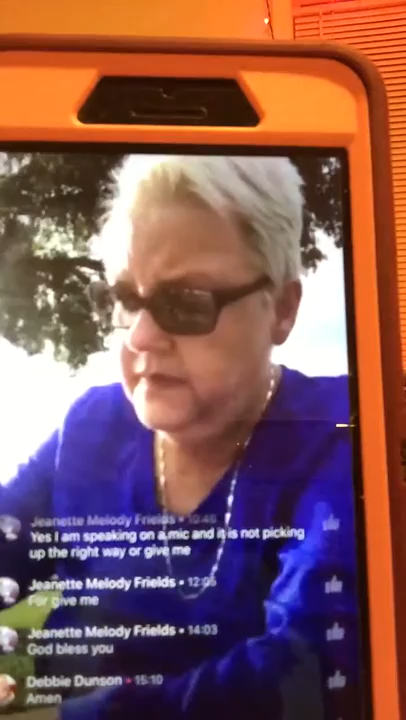 Jeanette Melody Frields • 10:46
Yes I am speaking on a mic and it is not picking
up the right way or give me
Jeanette Melody Frields • 12:05
For give me
Jeanette Melody Frields • 14:03
God bless you
Debbie Dunson • 15:10
Amen